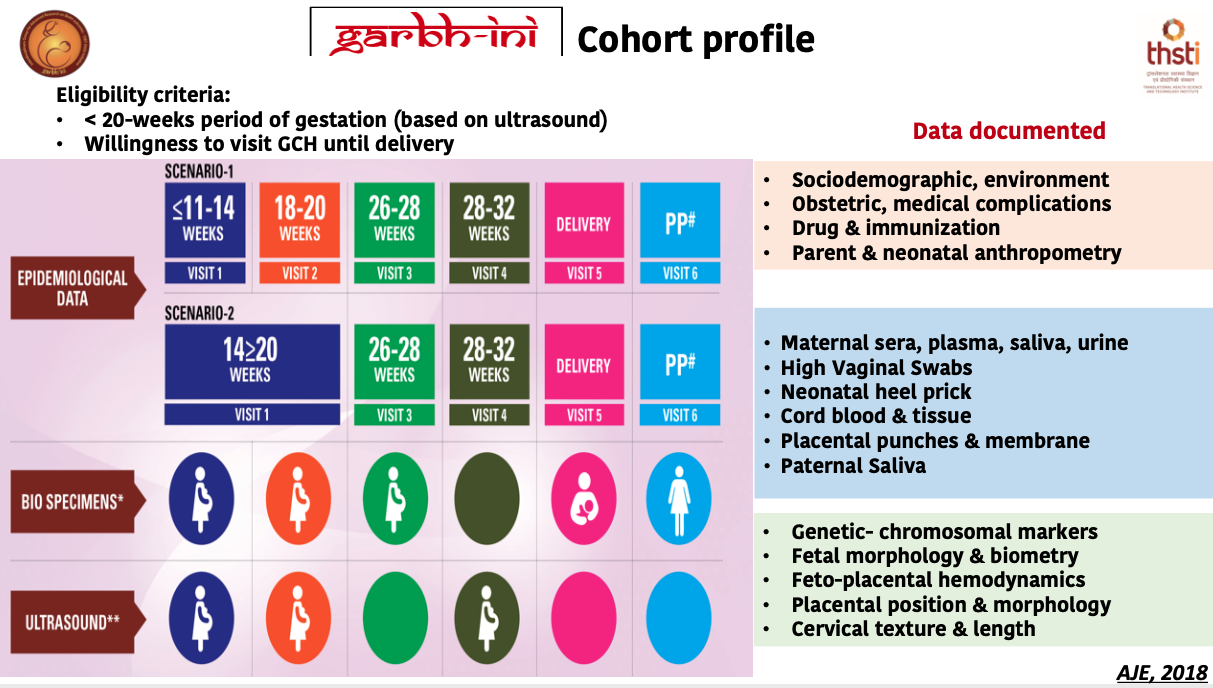 garbh-ini Cohort profile
thsti
ट्रांसलेशनल स्वास्थ्य विज्ञान
एवं प्रौद्योगिकी संस्थान
TRANSLATIONAL HEALTH SCIENCE
AND TECHNOLOGY INSTITUTE
Eligibility criteria:
• < 20-weeks period of gestation (based on ultrasound)
• Willingness to visit GCH until delivery
SCENARIO-1
≤11-14 WEEKS
18-20 WEEKS
26-28 WEEKS
28-32 WEEKS
DELIVERY
PP#
VISIT 1
VISIT 2
VISIT 3
VISIT 4
VISIT 5
VISIT 6
EPIDEMIOLOGICAL
DATA
SCENARIO-2
14≥20 WEEKS
26-28 WEEKS
28-32 WEEKS
DELIVERY
PP#
VISIT 1
VISIT 3
VISIT 4
VISIT 5
VISIT 6
BIO SPECIMENS*
ULTRASOUND**
Data documented
• Sociodemographic, environment
• Obstetric, medical complications
• Drug & immunization
• Parent & neonatal anthropometry
• Maternal sera, plasma, saliva, urine
• High Vaginal Swabs
• Neonatal heel prick
• Cord blood & tissue
• Placental punches & membrane
• Paternal Saliva
• Genetic- chromosomal markers
• Fetal morphology & biometry
• Feto-placental hemodynamics
• Placental position & morphology
• Cervical texture & length
AJE, 2018